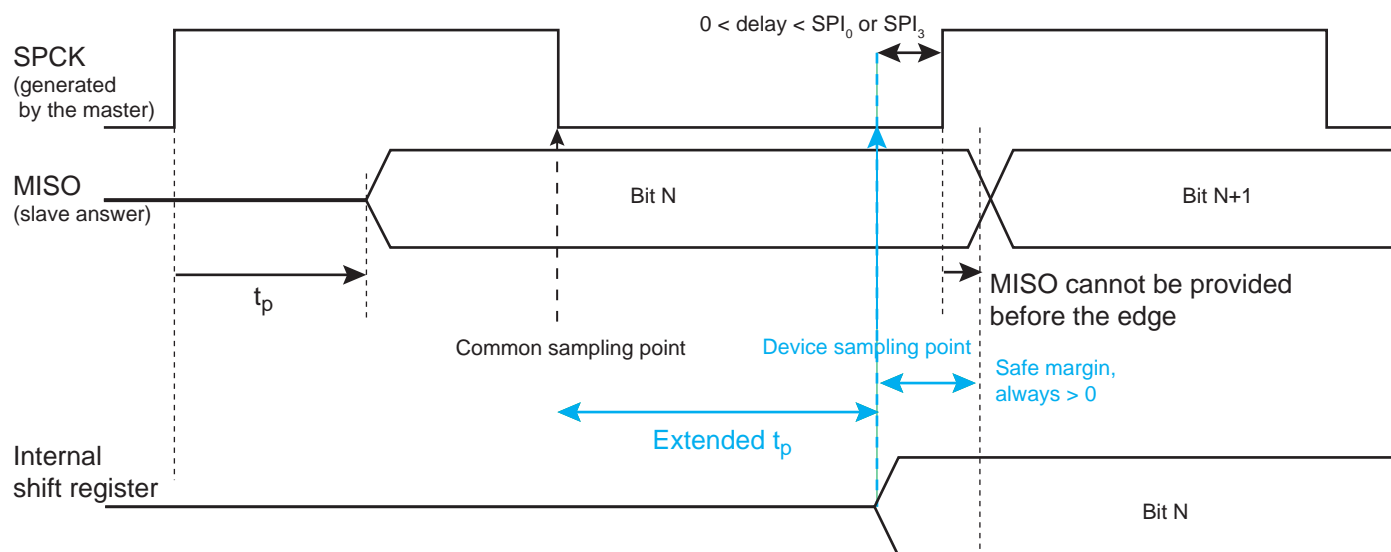 0 < delay < SPI0 or SPI3
SPCK
(generated
by the master)
MISO
(slave answer)
Bit N
Bit N+1
tp
MISO cannot be provided
before the edge
Common sampling point
Device sampling point
Safe margin,
always > 0
Extended tp
Internal
shift register
Bit N